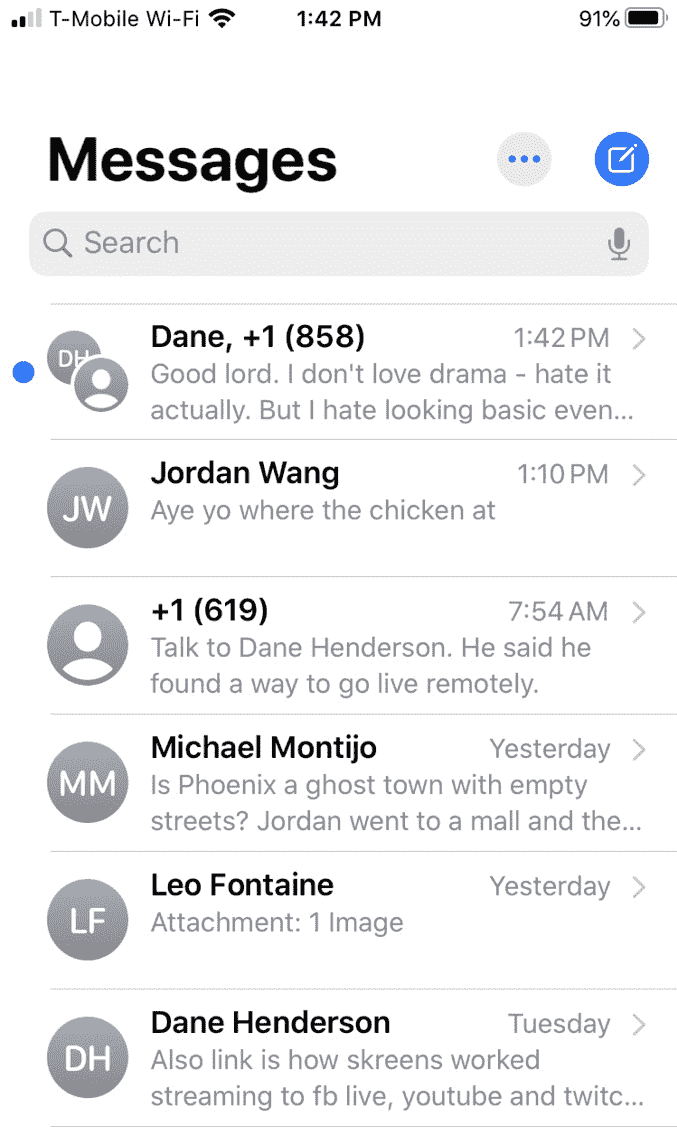 T-Mobile Wi-Fi 1:42 PM 91%
Messages
Search
Dane, +1 (858) 1:42 PM
DH
Good lord. I don't love drama - hate it
actually. But I hate looking basic even...
Jordan Wang 1:10 PM
JW
Aye yo where the chicken at
+1 (619) 7:54 AM
Talk to Dane Henderson. He said he
found a way to go live remotely.
Michael Montijo Yesterday
MM
Is Phoenix a ghost town with empty
streets? Jordan went to a mall and the...
Leo Fontaine Yesterday
LF
Attachment: 1 Image
Dane Henderson Tuesday
DH
Also link is how skreens worked
streaming to fb live, youtube and twitc...